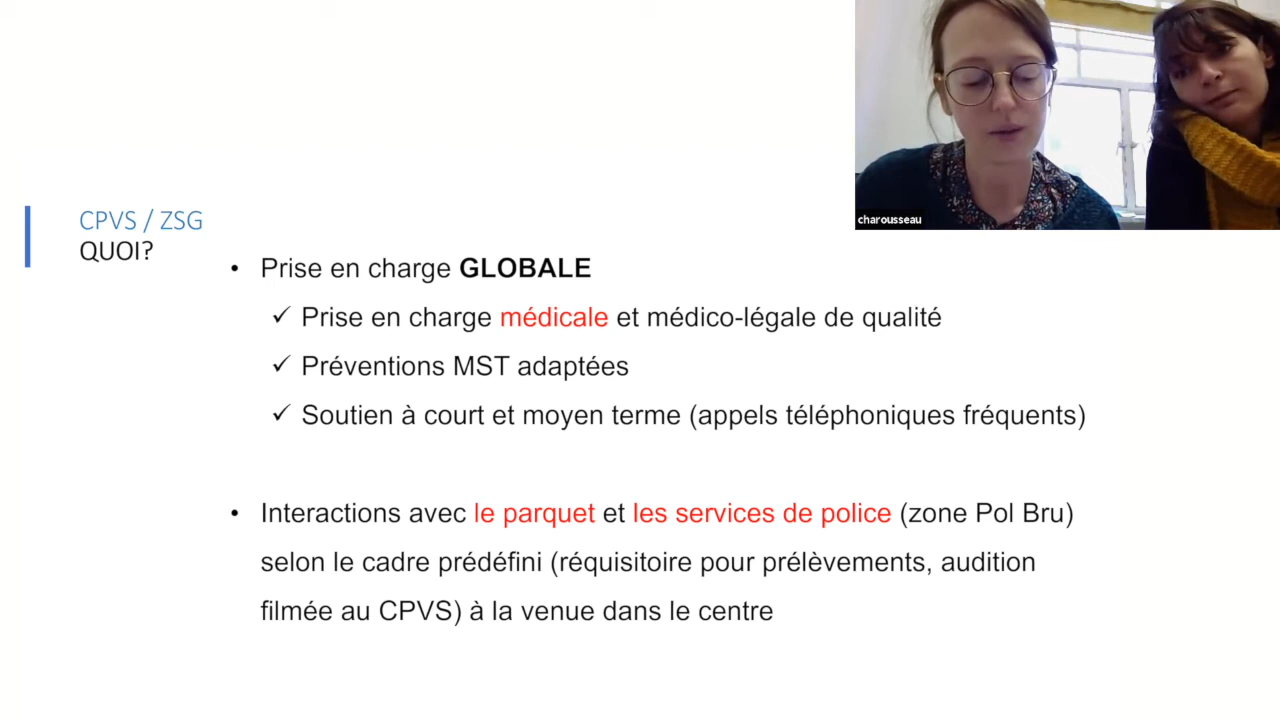 charousseau
CPVS / ZSG
QUOI?
• Prise en charge GLOBALE
✓ Prise en charge médicale et médico-légale de qualité
✓ Préventions MST adaptées
✓ Soutien à court et moyen terme (appels téléphoniques fréquents)
• Interactions avec le parquet et les services de police (zone Pol Bru)
selon le cadre prédéfini (réquisitoire pour prélèvements, audition
filmée au CPVS) à la venue dans le centre